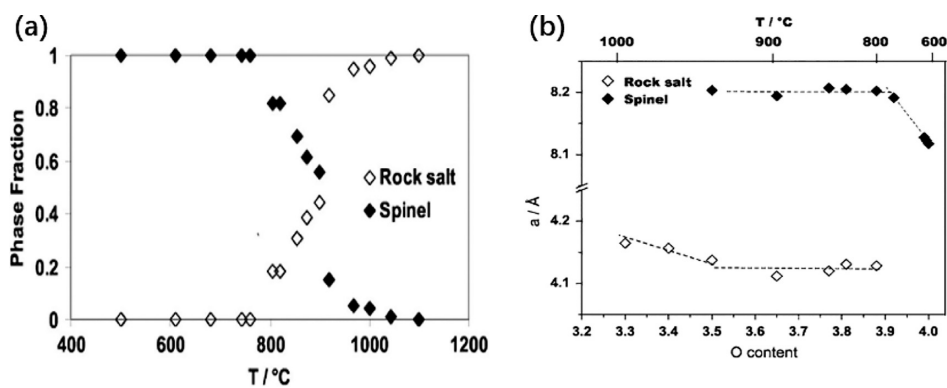 (a)
Phase Fraction
1
0.8
0.6
0.4
0.2
0
Rock salt
Spinel
400 600 800 1000 1200
T / °C
(b)
T / °C
1000 900 800 700 600
Rock salt
Spinel
a / Å
8.2
8.1
4.2
4.1
3.2 3.3 3.4 3.5 3.6 3.7 3.8 3.9 4.0
O content